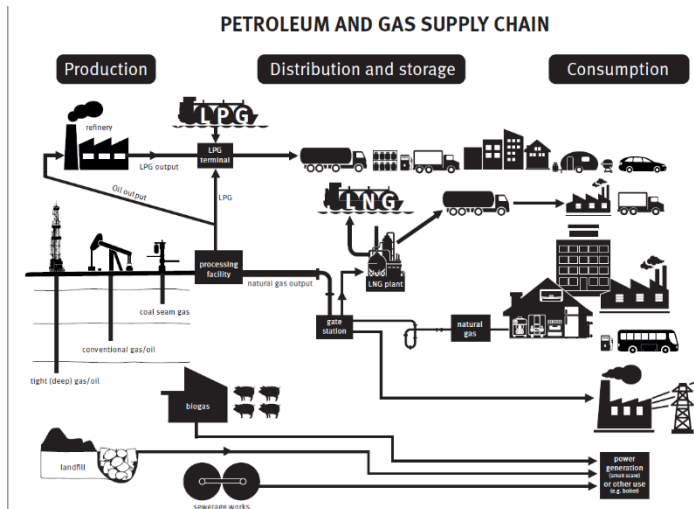 PETROLEUM AND GAS SUPPLY CHAIN
Production
Distribution and storage
Consumption
LPG
refinery
LPG
terminal
LPG output
Oil output
LPG
LNG
processing
facility
natural gas output
LNG plant
coal seam gas
gate
station
natural
gas
conventional gas/oil
tight (deep) gas/oil
biogas
landfill
sewerage works
power
generation
(small scale)
or other use
(e.g. boiler)